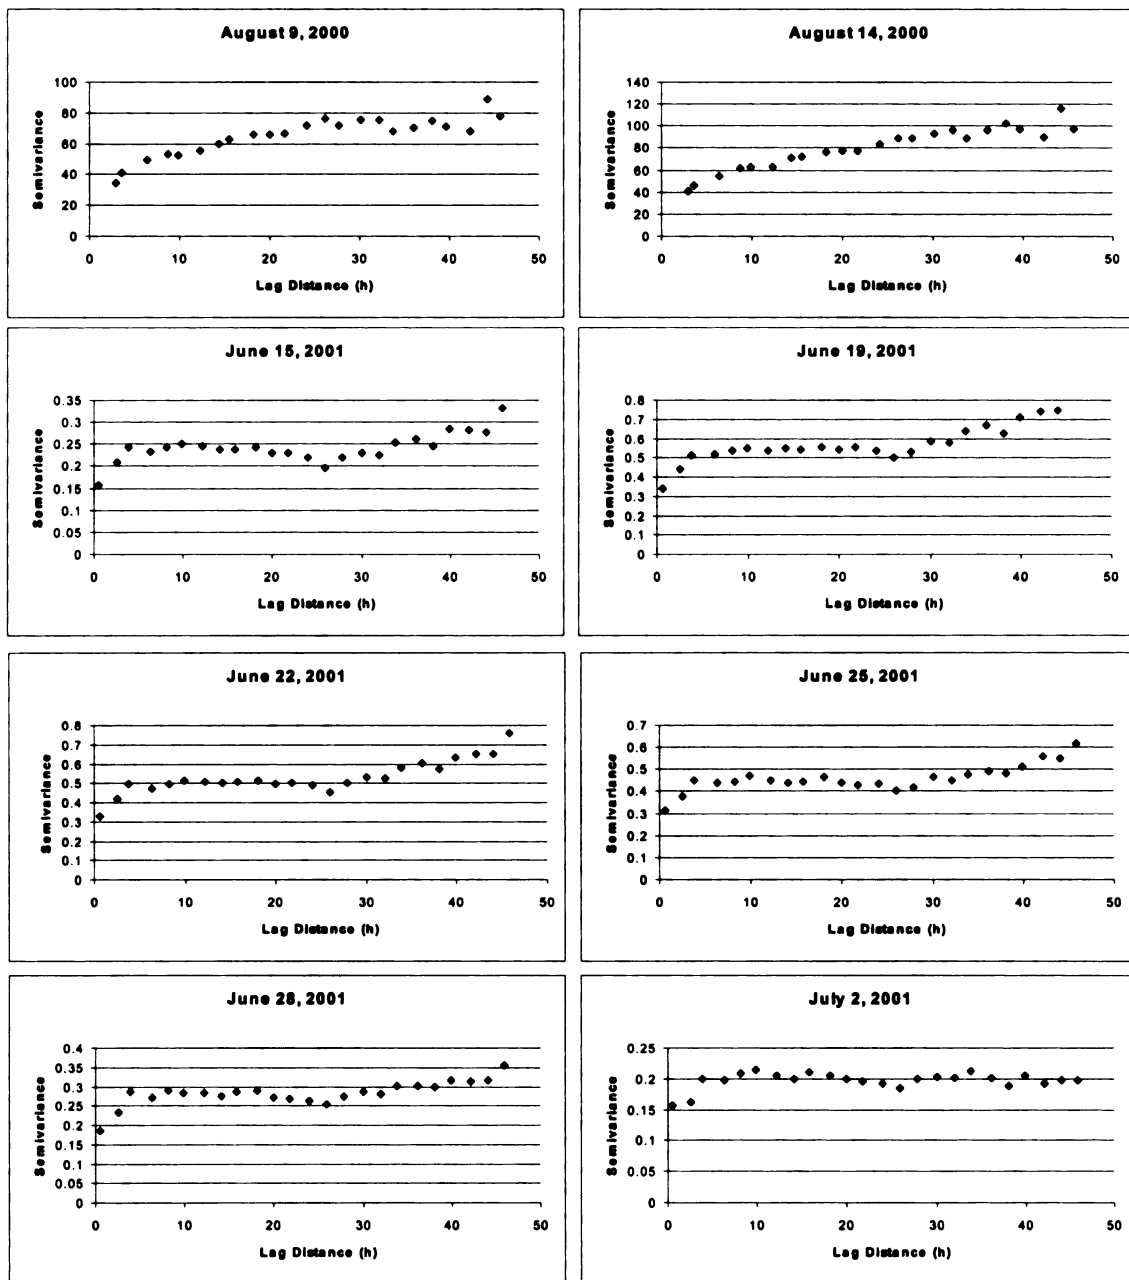 August 9, 2000
Semivariance
100
80
60
40
20
0
0 10 20 30 40 50
Lag Distance (h)
August 14, 2000
Semivariance
140
120
100
80
60
40
20
0
0 10 20 30 40 50
Lag Distance (h)
June 15, 2001
Semivariance
0.35
0.3
0.25
0.2
0.15
0.1
0.05
0
0 10 20 30 40 50
Lag Distance (h)
June 19, 2001
Semivariance
0.8
0.7
0.6
0.5
0.4
0.3
0.2
0.1
0
0 10 20 30 40 50
Lag Distance (h)
June 22, 2001
Semivariance
0.8
0.7
0.6
0.5
0.4
0.3
0.2
0.1
0
0 10 20 30 40 50
Lag Distance (h)
June 25, 2001
Semivariance
0.7
0.6
0.5
0.4
0.3
0.2
0.1
0
0 10 20 30 40 50
Lag Distance (h)
June 28, 2001
Semivariance
0.4
0.35
0.3
0.25
0.2
0.15
0.1
0.05
0
0 10 20 30 40 50
Lag Distance (h)
July 2, 2001
Semivariance
0.25
0.2
0.15
0.1
0.05
0
0 10 20 30 40 50
Lag Distance (h)